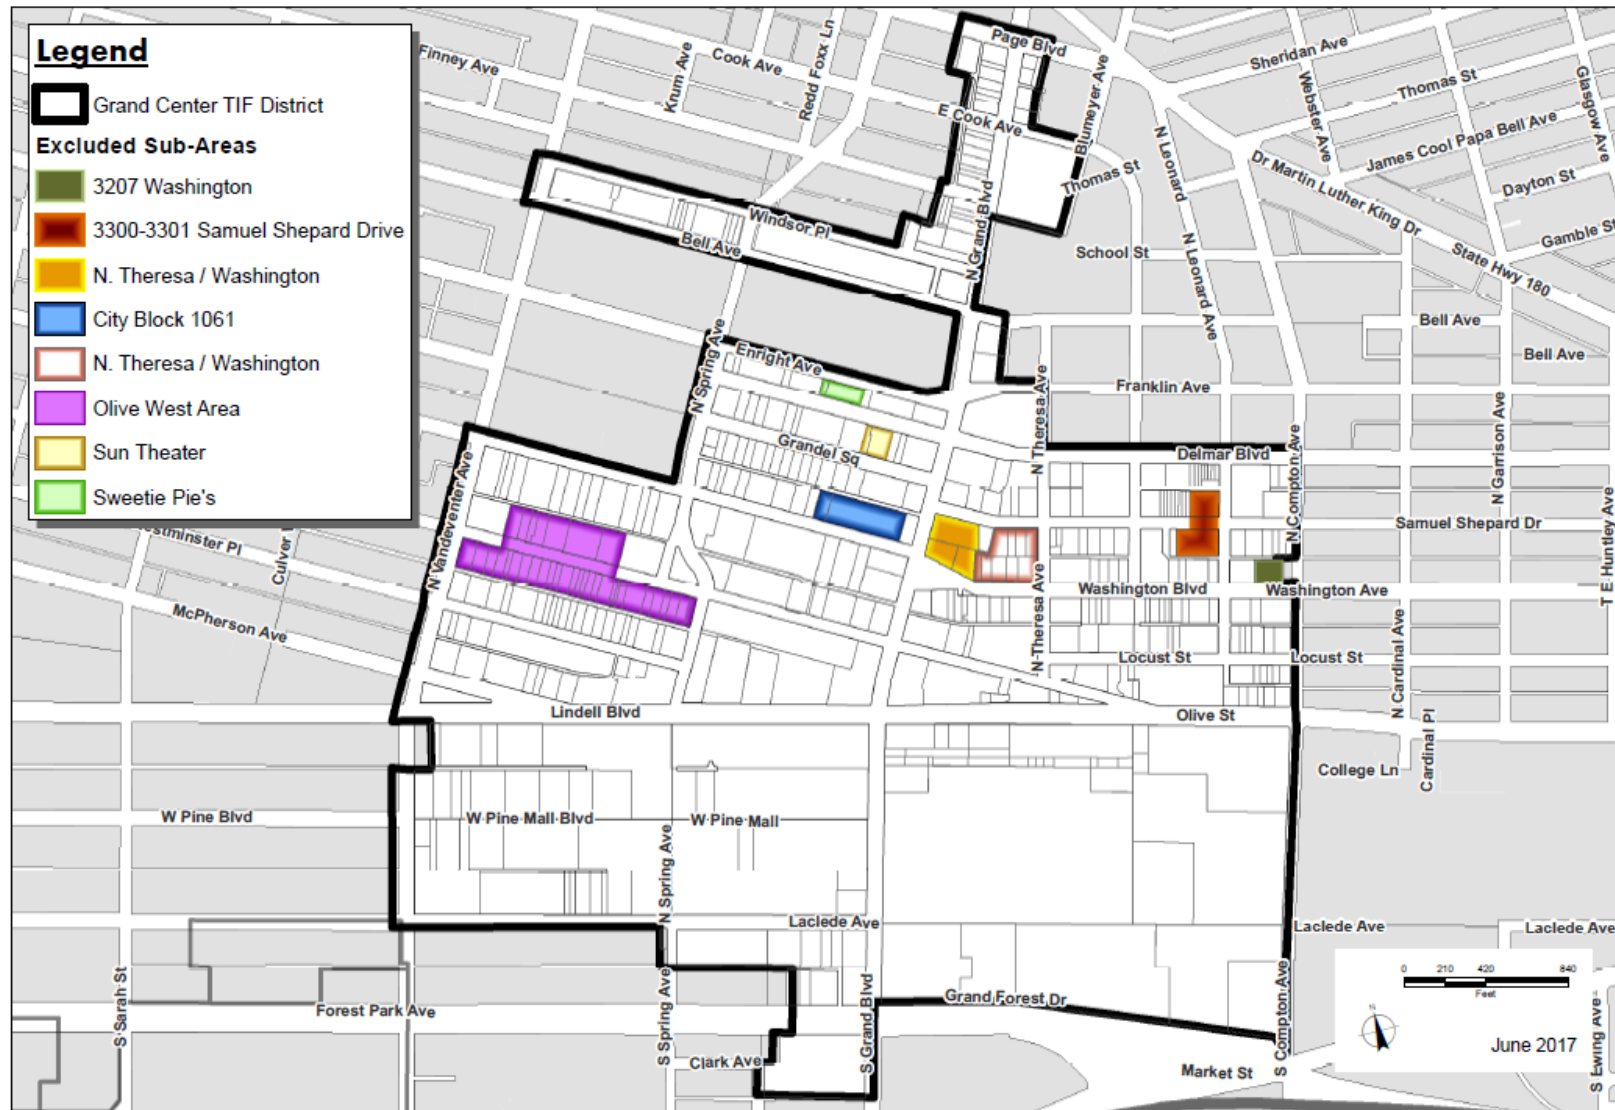 Legend
Grand Center TIF District
Excluded Sub-Areas
3207 Washington
3300-3301 Samuel Shepard Drive
N. Theresa / Washington
City Block 1061
N. Theresa / Washington
Olive West Area
Sun Theater
Sweetie Pie's
Finney Ave
Krum Ave
Cook Ave
Redd Foxx Ln
Page Blvd
E Cook Ave
Blumeyer Ave
Sheridan Ave
Webster Ave
Thomas St
Glasgow Ave
James Cool Papa Bell Ave
N Leonard
Thomas St
Dr Martin Luther King Dr
Dayton St
Gamble St
State Hwy 180
Windsor Pl
Bell Ave
N Grand Blvd
School St
N Leonard Ave
Bell Ave
Bell Ave
N Spring Ave
Enright Ave
N Theresa Ave
Franklin Ave
Grandel Sq
Delmar Blvd
N Compton Ave
N Garrison Ave
N Vandeventer Ave
Samuel Shepard Dr
T E Huntley Ave
estminster Pl
Culver
Washington Blvd
Washington Ave
McPherson Ave
N Theresa Ave
Locust St
Locust St
N Cardinal Ave
Lindell Blvd
Olive St
Cardinal Pl
College Ln
W Pine Blvd
W Pine Mall Blvd
W Pine Mall
N Spring Ave
Laclede Ave
Laclede Ave
Laclede Ave
S Sarah St
Forest Park Ave
S Spring Ave
Clark Ave
S Grand Blvd
Grand Forest Dr
S Compton Ave
Market St
S Ewing Ave
0 210 420 840
Feet
N
June 2017